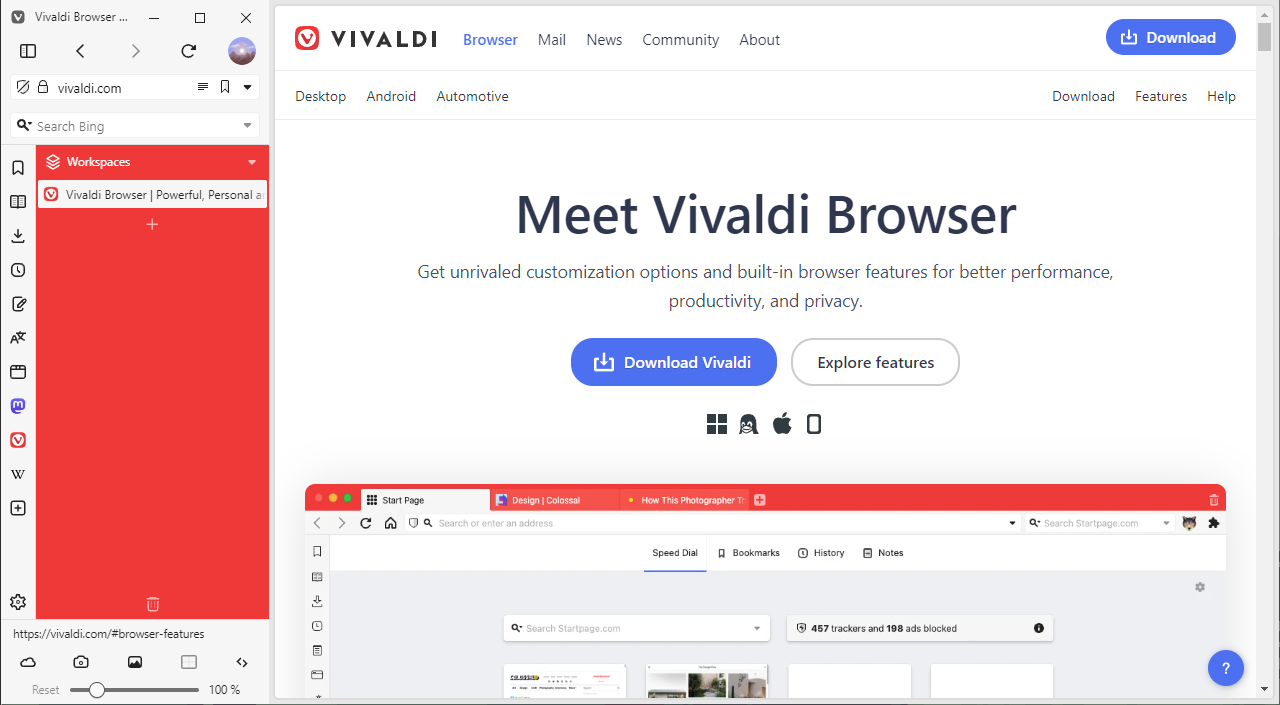 Vivaldi Browser ...
vivaldi.com
Search Bing
Workspaces
Vivaldi Browser | Powerful, Personal a
https://vivaldi.com/#browser-features
Reset
100 %
VIVALDI
Browser
Mail
News
Community
About
Download
Desktop
Android
Automotive
Download
Features
Help
Meet Vivaldi Browser
Get unrivaled customization options and built-in browser features for better performance,
productivity, and privacy.
Download Vivaldi
Explore features
Start Page
Design | Colossal
How This Photographer T
Search or enter an address
Search Startpage.com
Speed Dial
Bookmarks
History
Notes
Search Startpage.com
457 trackers and 198 ads blocked
COLOSSAL
?